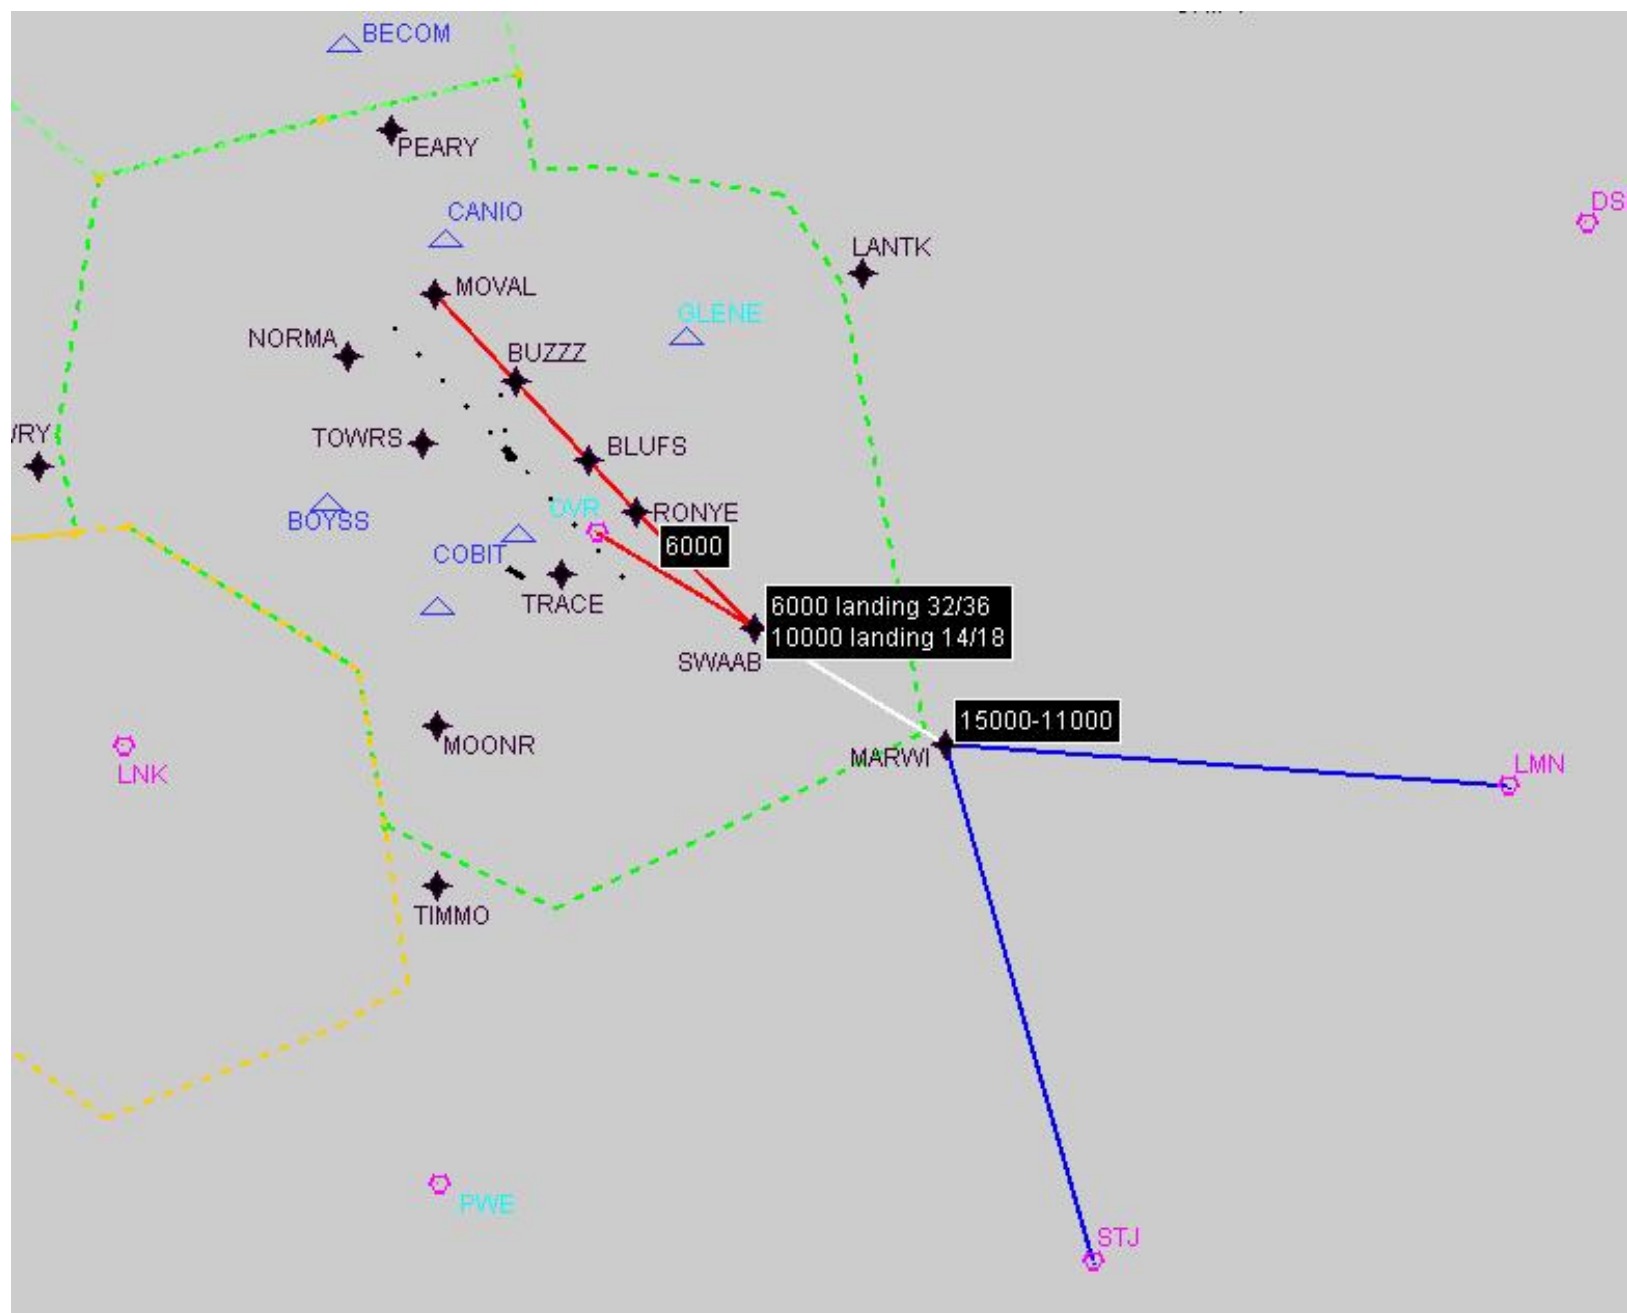 BECOM
PEARY
DS
CANIO
LANTK
MOVAL
GLENE
NORMA
BUZZZ
TOWRS
BLUFS
OVR
RONYE
BOYSS
6000
COBIT
TRACE
6000 landing 32/36
10000 landing 14/18
SWAAB
15000-11000
MOONR
MARWI
LNK
LMN
TIMMO
PWE
STJ